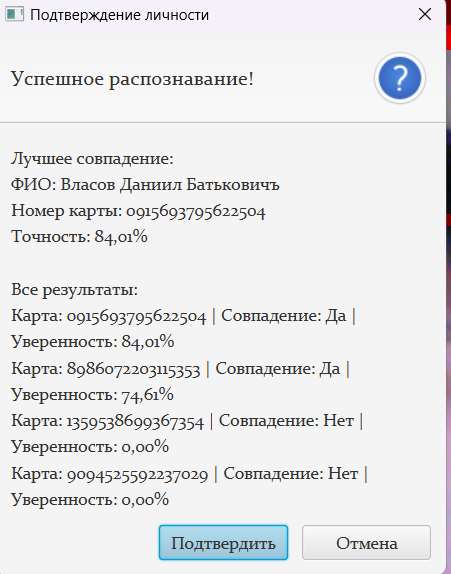 Подтверждение личности
Успешное распознавание!
?
Лучшее совпадение:
ФИО: Власов Даниил Батьковичъ
Номер карты: 0915693795622504
Точность: 84,01%
Все результаты:
Карта: 0915693795622504 | Совпадение: Да |
Уверенность: 84,01%
Карта: 8986072203115353 | Совпадение: Да |
Уверенность: 74,61%
Карта: 1359538699367354 | Совпадение: Нет |
Уверенность: 0,00%
Карта: 9094525592237029 | Совпадение: Нет |
Уверенность: 0,00%
Подтвердить Отмена